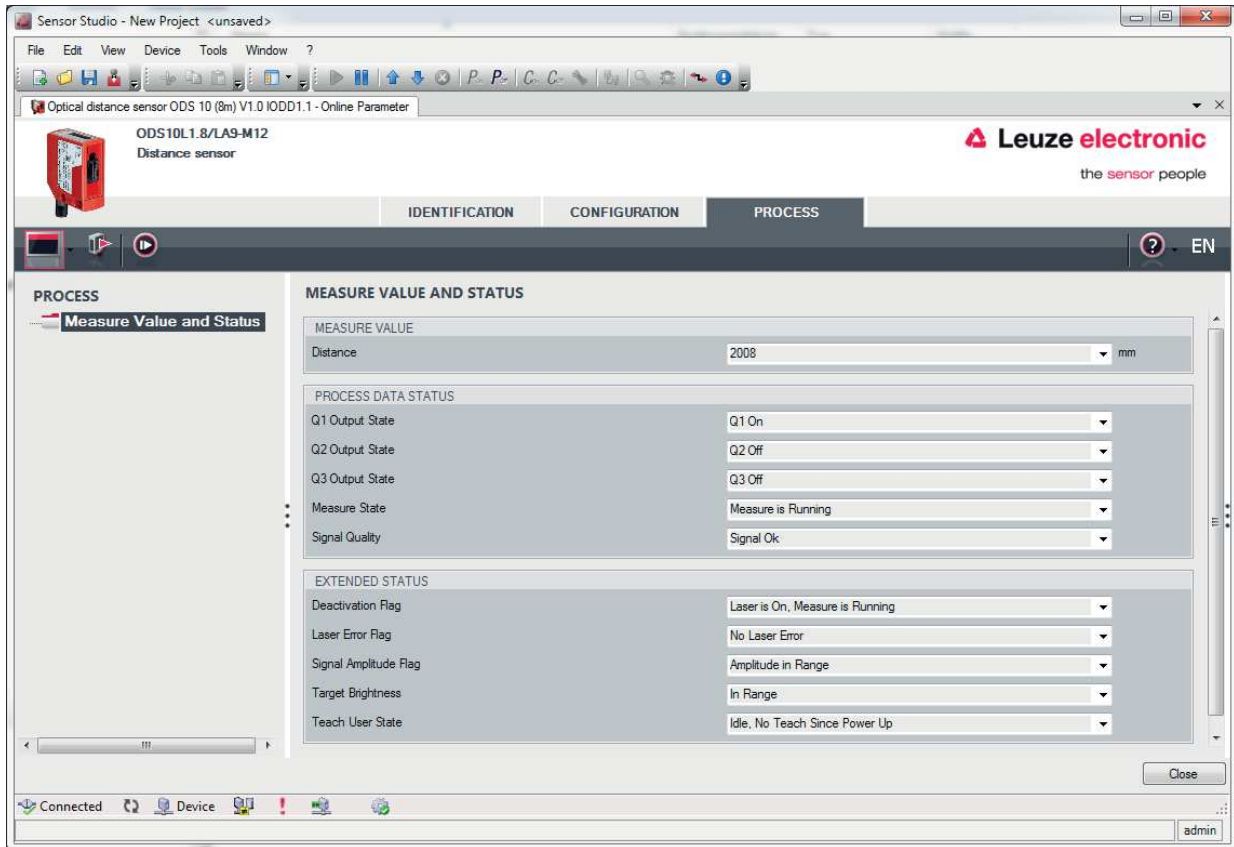 Sensor Studio - New Project <unsaved>
File Edit View Device Tools Window ?
Optical distance sensor ODS 10 (8m) V1.0 IODD1.1 - Online Parameter
ODS10L1.8/LA9-M12
Distance sensor
Leuze electronic
the sensor people
IDENTIFICATION CONFIGURATION PROCESS
EN
PROCESS
Measure Value and Status
MEASURE VALUE AND STATUS
MEASURE VALUE
Distance 2008 mm
PROCESS DATA STATUS
Q1 Output State Q1 On
Q2 Output State Q2 Off
Q3 Output State Q3 Off
Measure State Measure is Running
Signal Quality Signal Ok
EXTENDED STATUS
Deactivation Flag Laser is On, Measure is Running
Laser Error Flag No Laser Error
Signal Amplitude Flag Amplitude in Range
Target Brightness In Range
Teach User State Idle, No Teach Since Power Up
Close
Connected Device
admin